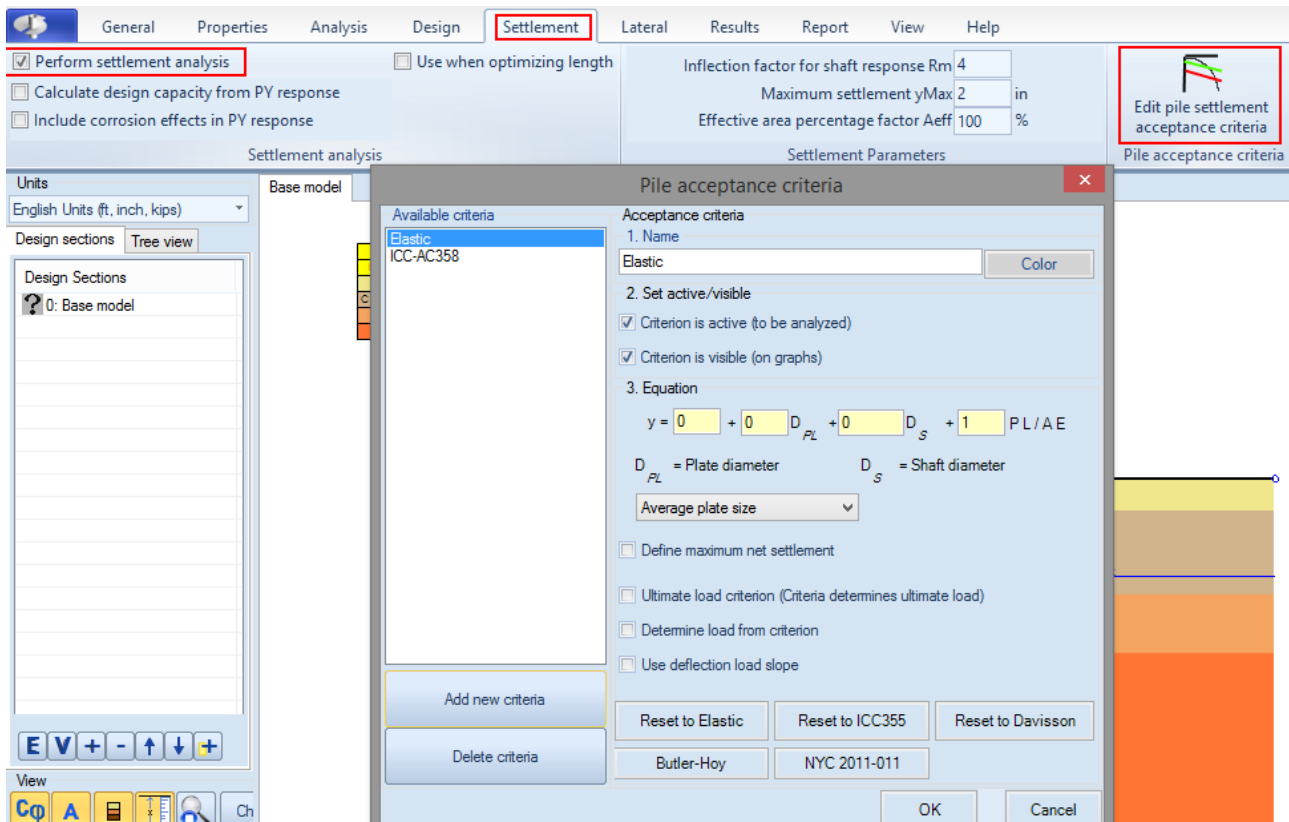 General Properties Analysis Design Settlement Lateral Results Report View Help
Perform settlement analysis
Use when optimizing length
Calculate design capacity from PY response
Include corrosion effects in PY response
Settlement analysis
Inflection factor for shaft response Rm 4
Maximum settlement yMax 2 in
Effective area percentage factor Aeff 100 %
Settlement Parameters
Edit pile settlement
acceptance criteria
Pile acceptance criteria
Units
English Units (ft, inch, kips)
Design sections Tree view
Design Sections
0: Base model
E V + - ↑ ↓ +
View
Cφ A x Ch
Base model
C
Pile acceptance criteria
Available criteria
Elastic
ICC-AC358
Add new criteria
Delete criteria
Acceptance criteria
1. Name
Elastic Color
2. Set active/visible
Criterion is active (to be analyzed)
Criterion is visible (on graphs)
3. Equation
y = 0 + 0 D PL + 0 D S + 1 P L / A E
D PL = Plate diameter D S = Shaft diameter
Average plate size
Define maximum net settlement
Ultimate load criterion (Criteria determines ultimate load)
Determine load from criterion
Use deflection load slope
Reset to Elastic Reset to ICC355 Reset to Davisson
Butler-Hoy NYC 2011-011
OK Cancel